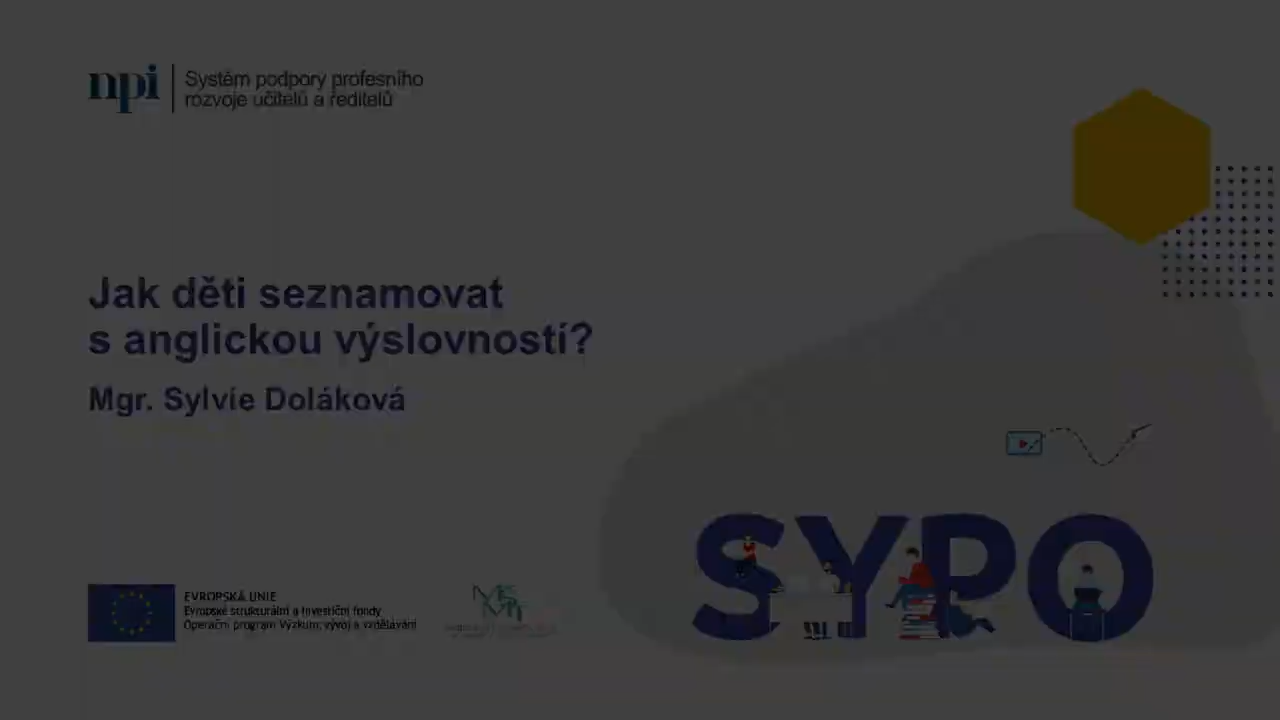 npi
Systém podpory profesního
rozvoje učitelů a ředitelů
Jak děti seznamovat
s anglickou výslovností?
Mgr. Sylvie Doláková
SYPO
EVROPSKÁ UNIE
Evropské strukturální a investiční fondy
Operační program Výzkum, vývoj a vzdělávání